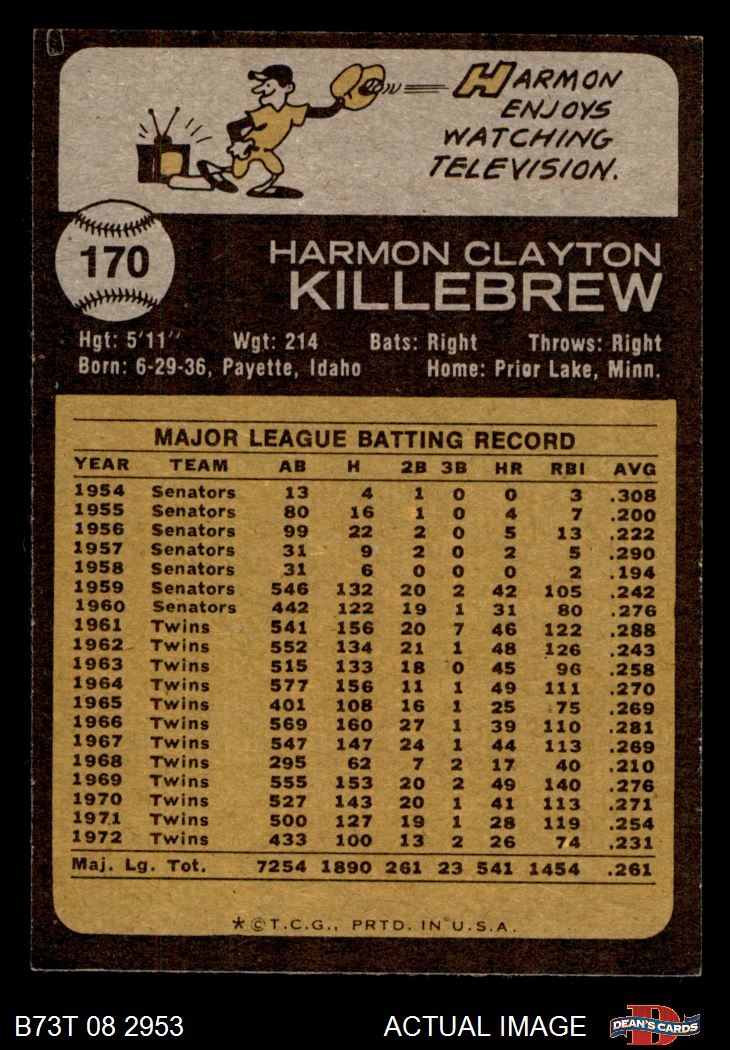 HARMON
ENJOYS
WATCHING
TELEVISION.
170
HARMON CLAYTON
KILLEBREW
Hgt: 5'11" Wgt: 214 Bats: Right Throws: Right
Born: 6-29-36, Payette, Idaho Home: Prior Lake, Minn.
MAJOR LEAGUE BATTING RECORD
YEAR TEAM AB H 2B 3B HR RBI AVG
1954 Senators 13 4 1 0 0 3 .308
1955 Senators 80 16 1 0 4 7 .200
1956 Senators 99 22 2 0 5 13 .222
1957 Senators 31 9 2 0 2 5 .290
1958 Senators 31 6 0 0 0 2 .194
1959 Senators 546 132 20 2 42 105 .242
1960 Senators 442 122 19 1 31 80 .276
1961 Twins 541 156 20 7 46 122 .288
1962 Twins 552 134 21 1 48 126 .243
1963 Twins 515 133 18 0 45 96 .258
1964 Twins 577 156 11 1 49 111 .270
1965 Twins 401 108 16 1 25 75 .269
1966 Twins 569 160 27 1 39 110 .281
1967 Twins 547 147 24 1 44 113 .269
1968 Twins 295 62 7 2 17 40 .210
1969 Twins 555 153 20 2 49 140 .276
1970 Twins 527 143 20 1 41 113 .271
1971 Twins 500 127 19 1 28 119 .254
1972 Twins 433 100 13 2 26 74 .231
Maj. Lg. Tot. 7254 1890 261 23 541 1454 .261
*©T.C.G., PRTD. IN U.S.A.
B73T 08 2953 ACTUAL IMAGE
DEAN'S CARDS